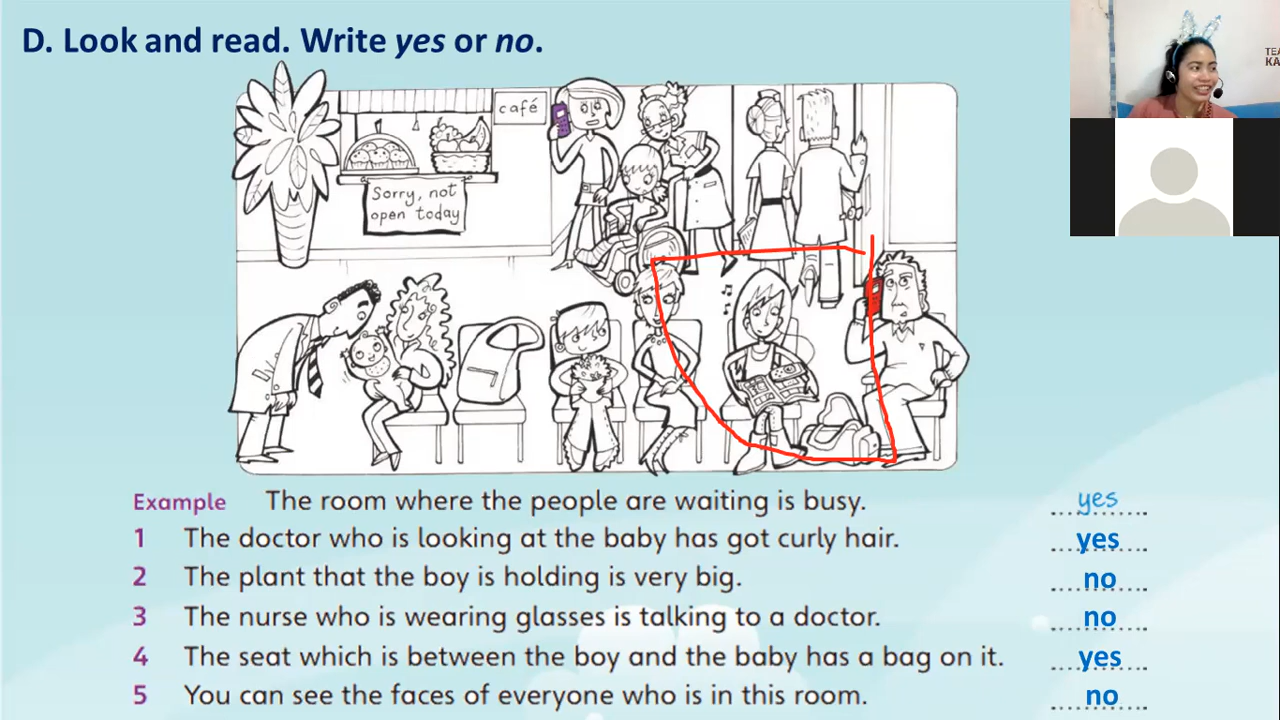 D. Look and read. Write yes or no.
TEA
KA
café
Sorry, not
open today
Example The room where the people are waiting is busy. yes
1 The doctor who is looking at the baby has got curly hair. yes
2 The plant that the boy is holding is very big. no
3 The nurse who is wearing glasses is talking to a doctor. no
4 The seat which is between the boy and the baby has a bag on it. yes
5 You can see the faces of everyone who is in this room. no